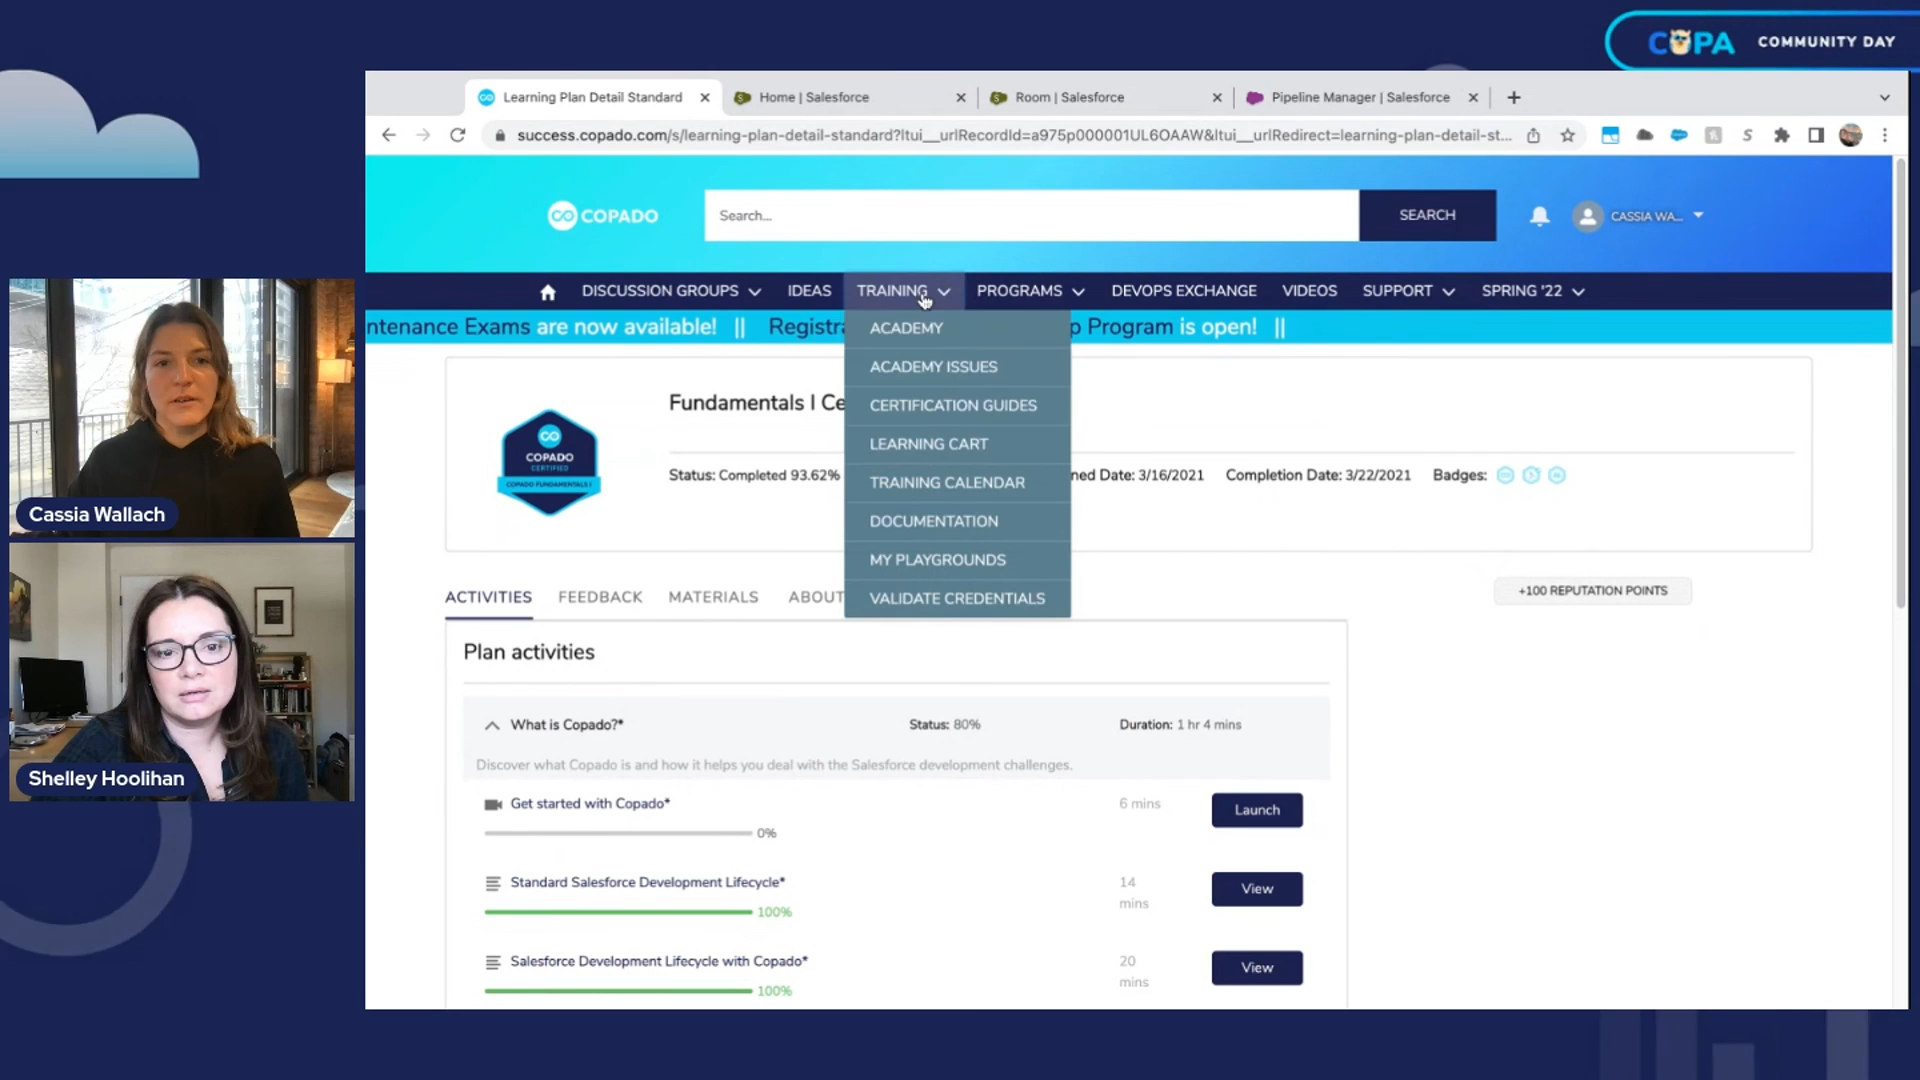 COPA COMMUNITY DAY
Learning Plan Detail Standard
Home | Salesforce
Room | Salesforce
Pipeline Manager | Salesforce
success.copado.com/s/learning-plan-detail-standard?ltui__urlRecordId=a975p000001UL6OAAW&ltui__urlRedirect=learning-plan-detail-st...
COPADO
Search...
SEARCH
CASSIA WA...
DISCUSSION GROUPS
IDEAS
TRAINING
PROGRAMS
DEVOPS EXCHANGE
VIDEOS
SUPPORT
SPRING '22
ntenance Exams are now available! || Registra
p Program is open! ||
ACADEMY
ACADEMY ISSUES
CERTIFICATION GUIDES
LEARNING CART
TRAINING CALENDAR
DOCUMENTATION
MY PLAYGROUNDS
VALIDATE CREDENTIALS
COPADO
CERTIFIED
COPADO FUNDAMENTALS I
Fundamentals I Ce
Status: Completed 93.62%
ned Date: 3/16/2021
Completion Date: 3/22/2021
Badges:
Cassia Wallach
Shelley Hoolihan
ACTIVITIES
FEEDBACK
MATERIALS
ABOUT
+100 REPUTATION POINTS
Plan activities
What is Copado?*
Status: 80%
Duration: 1 hr 4 mins
Discover what Copado is and how it helps you deal with the Salesforce development challenges.
Get started with Copado*
0%
6 mins
Launch
Standard Salesforce Development Lifecycle*
100%
14
mins
View
Salesforce Development Lifecycle with Copado*
100%
20
mins
View